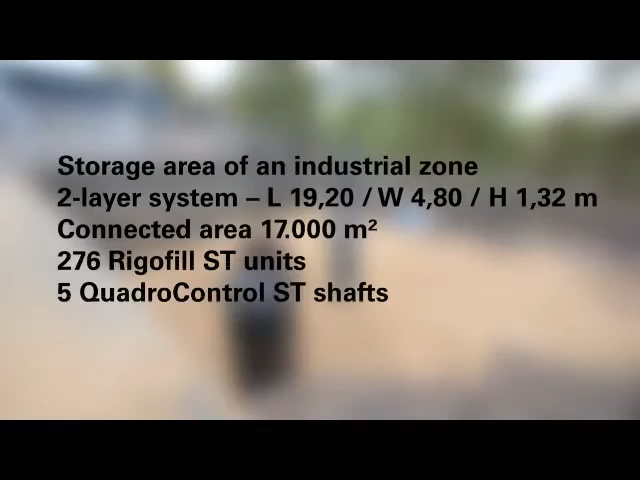 Storage area of an industrial zone
2-layer system – L 19,20 / W 4,80 / H 1,32 m
Connected area 17.000 m²
276 Rigofill ST units
5 QuadroControl ST shafts